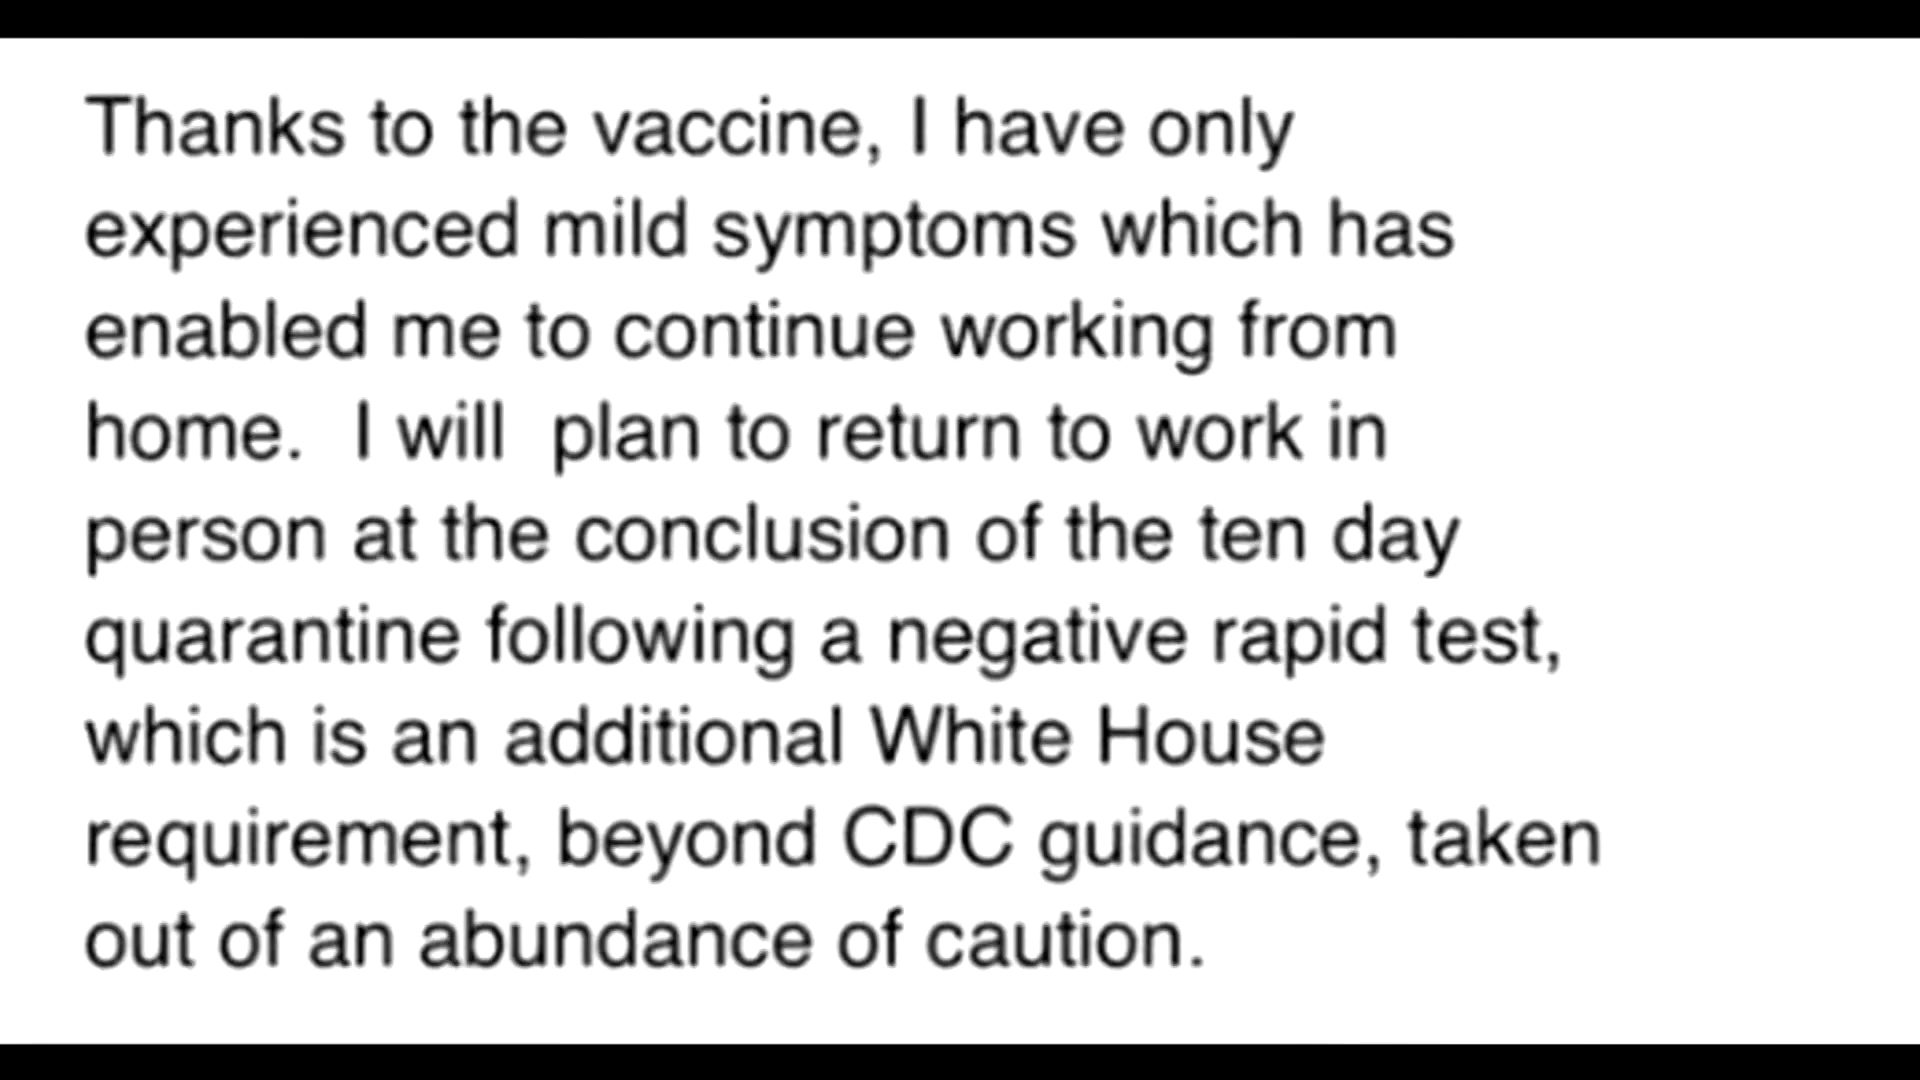 Thanks to the vaccine, I have only
experienced mild symptoms which has
enabled me to continue working from
home.  I will  plan to return to work in
person at the conclusion of the ten day
quarantine following a negative rapid test,
which is an additional White House
requirement, beyond CDC guidance, taken
out of an abundance of caution.